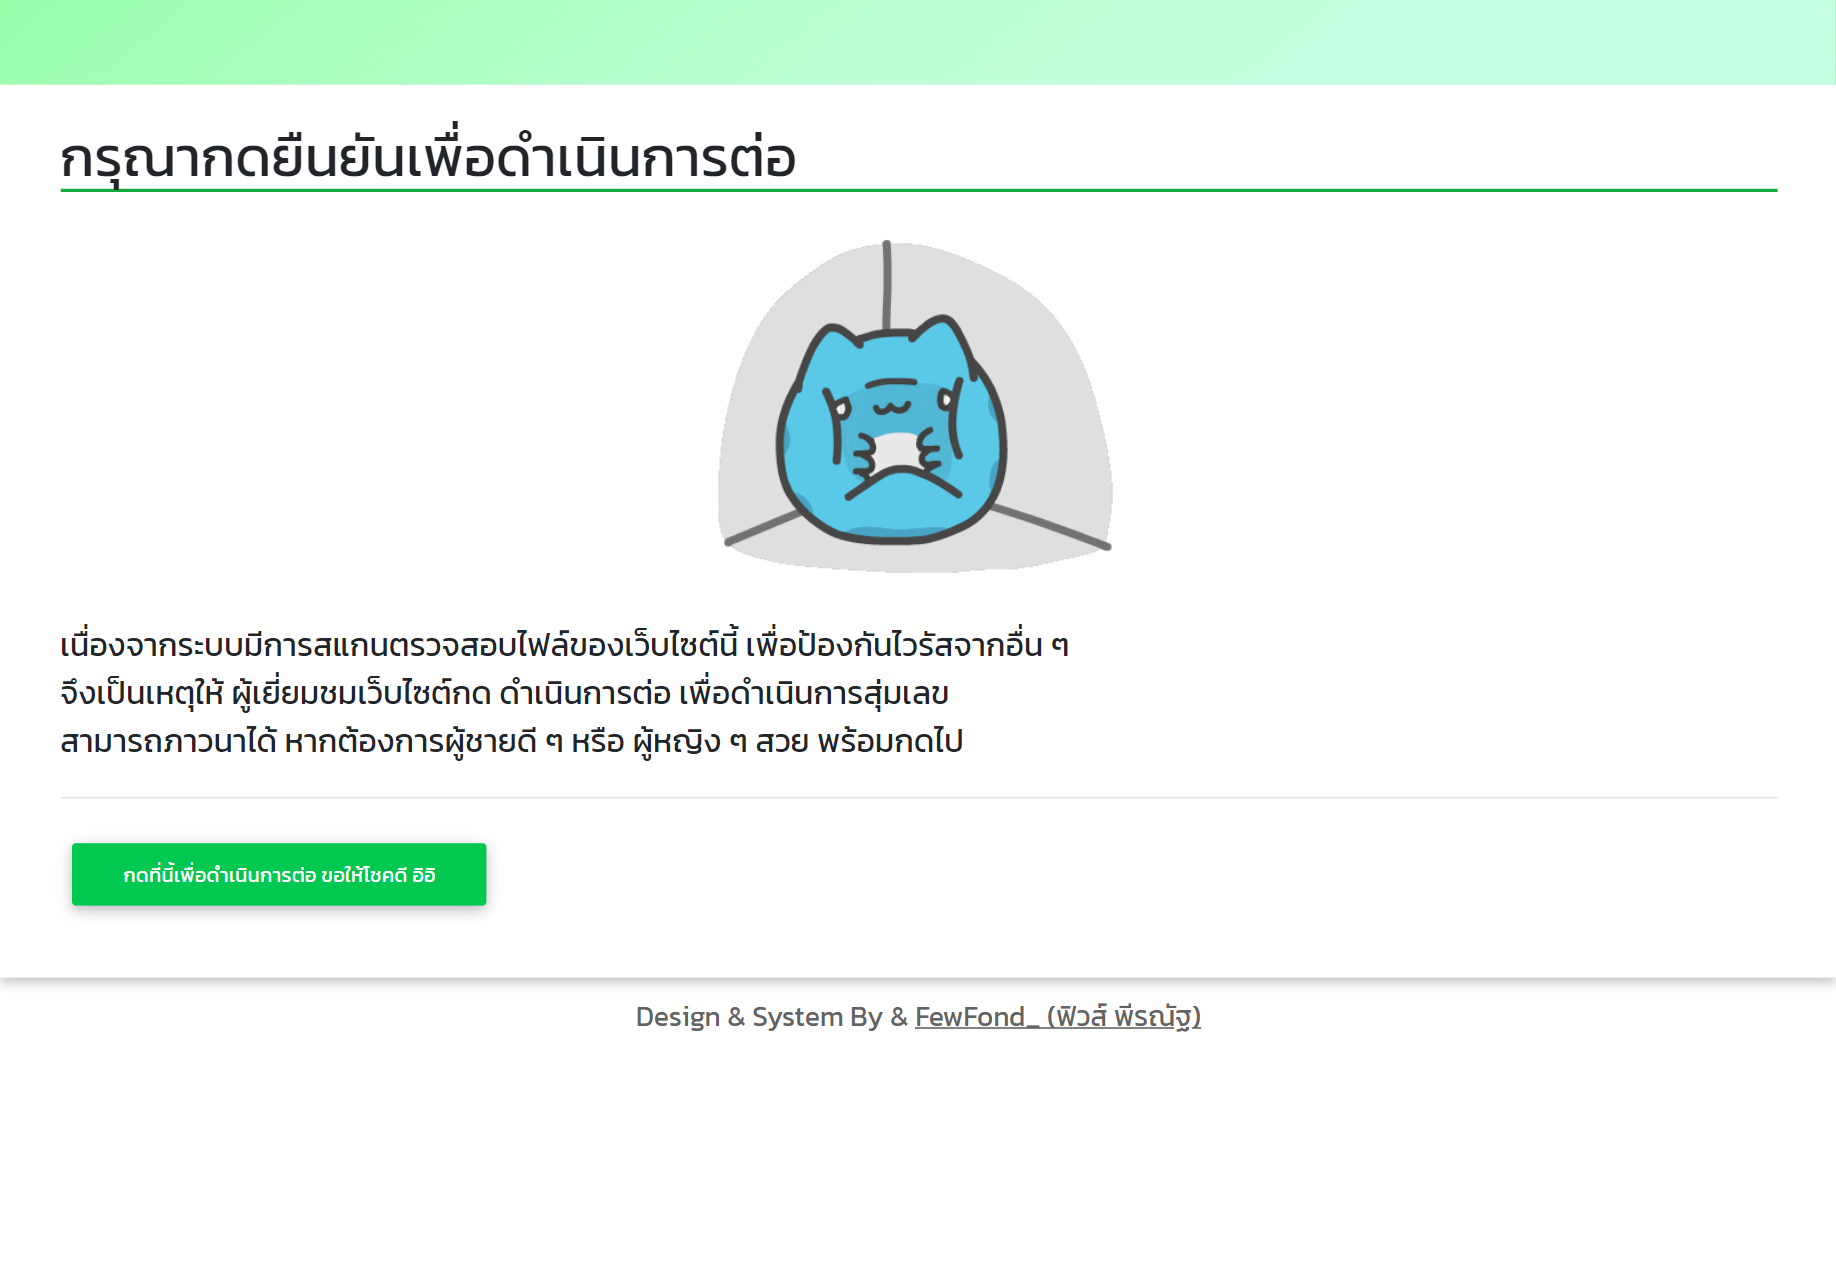 กรุณากดยืนยันเพื่อดำเนินการต่อ
เนื่องจากระบบมีการสแกนตรวจสอบไฟล์ของเว็บไซต์นี้ เพื่อป้องกันไวรัสจากอื่น ๆ
จึงเป็นเหตุให้ ผู้เยี่ยมชมเว็บไซต์กด ดำเนินการต่อ เพื่อดำเนินการสุ่มเลข
สามารถภาวนาได้ หากต้องการผู้ชายดี ๆ หรือ ผู้หญิง ๆ สวย พร้อมกดไป
กดที่นี้เพื่อดำเนินการต่อ ขอให้โชคดี อิอิ
Design & System By & FewFond_ (ฟิวส์ พีรณัฐ)